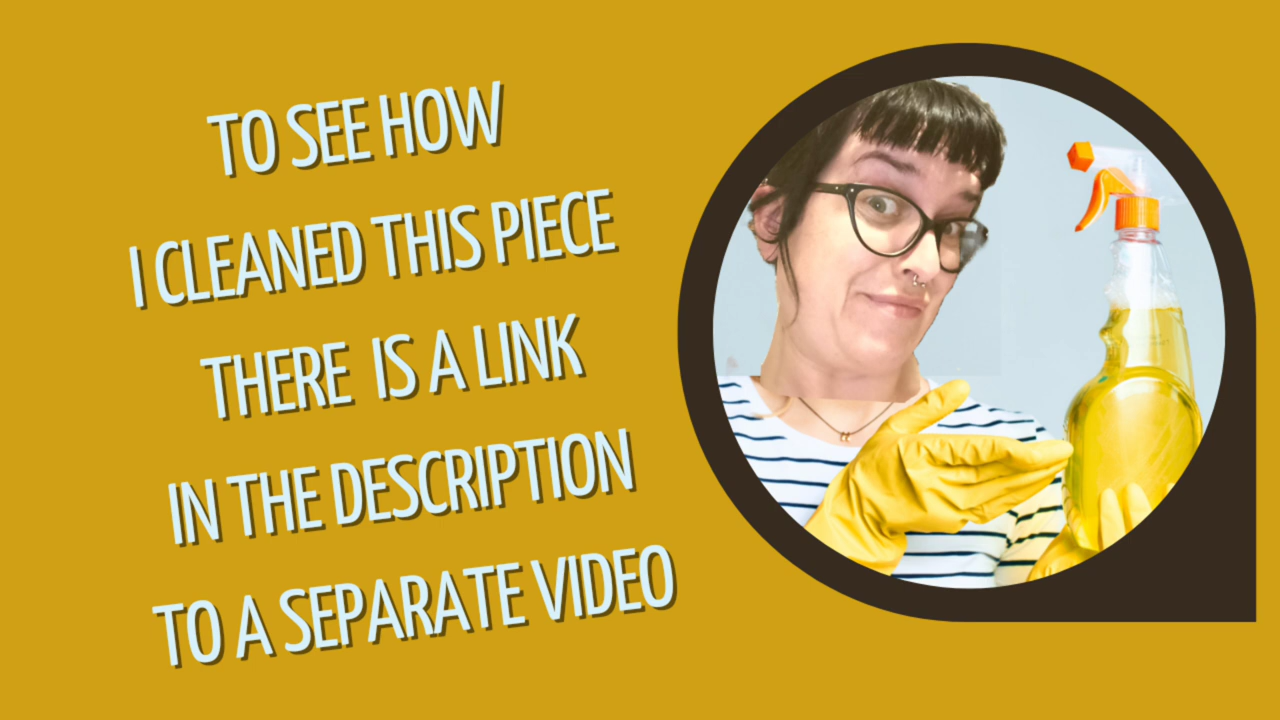 TO SEE HOW
I CLEANED THIS PIECE
THERE IS A LINK
IN THE DESCRIPTION
TO A SEPARATE VIDEO